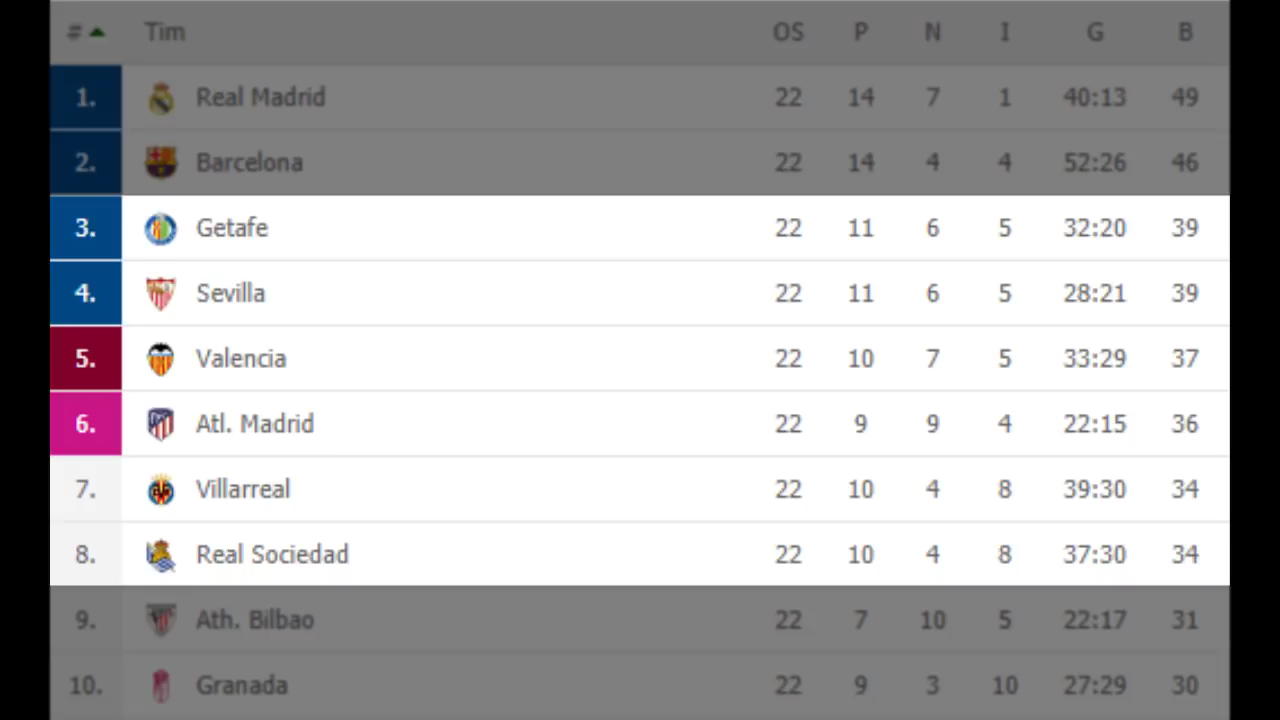 # Tim OS P N I G B
1. Real Madrid 22 14 7 1 40:13 49
2. Barcelona 22 14 4 4 52:26 46
3. Getafe 22 11 6 5 32:20 39
4. Sevilla 22 11 6 5 28:21 39
5. Valencia 22 10 7 5 33:29 37
6. Atl. Madrid 22 9 9 4 22:15 36
7. Villarreal 22 10 4 8 39:30 34
8. Real Sociedad 22 10 4 8 37:30 34
9. Ath. Bilbao 22 7 10 5 22:17 31
10. Granada 22 9 3 10 27:29 30